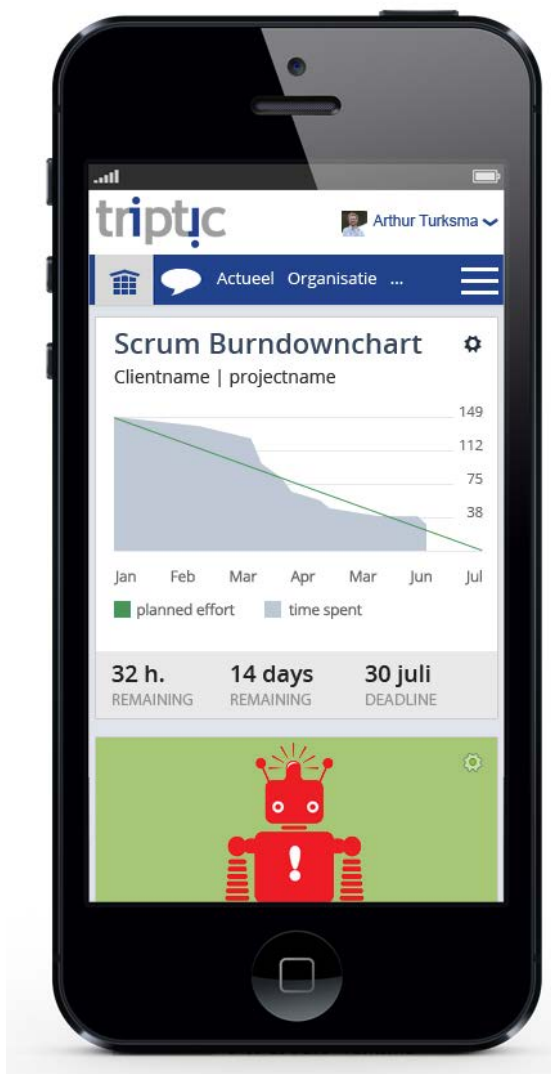 triptic
Arthur Turksma
Actueel Organisatie ...
Scrum Burndownchart
Clientname | projectname
149
112
75
38
Jan Feb Mar Apr Mar Jun Jul
planned effort time spent
32 h. 14 days 30 juli
REMAINING REMAINING DEADLINE
!